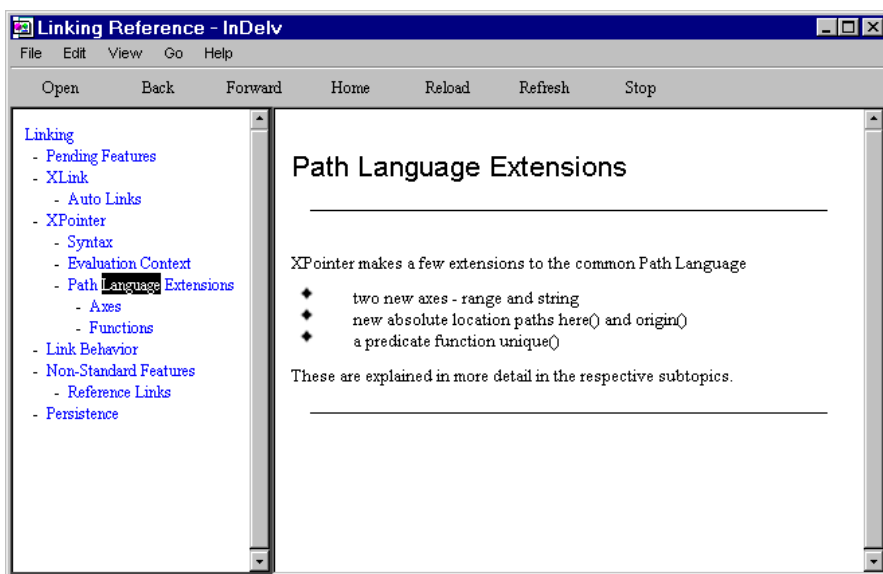 Linking Reference - InDelv
File Edit View Go Help
Open Back Forward Home Reload Refresh Stop
Linking
- Pending Features
- XLink
- Auto Links
- XPointer
- Syntax
- Evaluation Context
- Path Language Extensions
- Axes
- Functions
- Link Behavior
- Non-Standard Features
- Reference Links
- Persistence
Path Language Extensions
XPointer makes a few extensions to the common Path Language
two new axes - range and string
new absolute location paths here() and origin()
a predicate function unique()
These are explained in more detail in the respective subtopics.